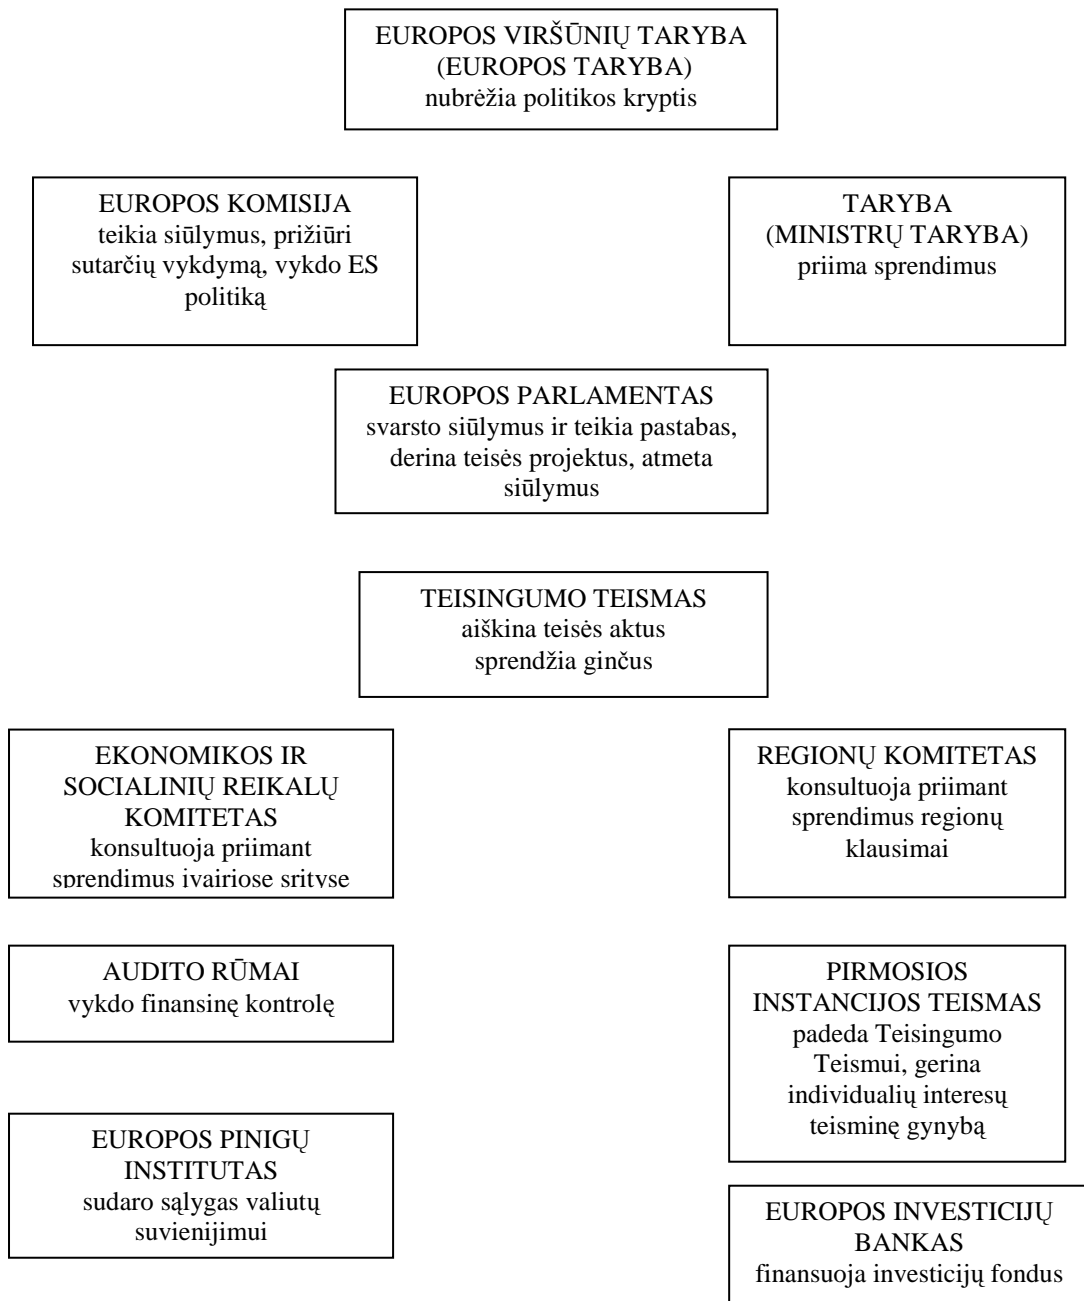 EUROPOS VIRŠŪNIŲ TARYBA
(EUROPOS TARYBA)
nubrėžia politikos kryptis
EUROPOS KOMISIJA
teikia siūlymus, prižiūri
sutarčių vykdymą, vykdo ES
politiką
TARYBA
(MINISTRŲ TARYBA)
priima sprendimus
EUROPOS PARLAMENTAS
svarsto siūlymus ir teikia pastabas,
derina teisės projektus, atmeta
siūlymus
TEISINGUMO TEISMAS
aiškina teisės aktus
sprendžia ginčus
EKONOMIKOS IR
SOCIALINIŲ REIKALŲ
KOMITETAS
konsultuoja priimant
sprendimus įvairiose srityse
REGIONŲ KOMITETAS
konsultuoja priimant
sprendimus regionų
klausimai
AUDITO RŪMAI
vykdo finansinę kontrolę
PIRMOSIOS
INSTANCIJOS TEISMAS
padeda Teisingumo
Teismui, gerina
individualių interesų
teisminę gynybą
EUROPOS PINIGŲ
INSTITUTAS
sudaro sąlygas valiutų
suvienijimui
EUROPOS INVESTICIJŲ
BANKAS
finansuoja investicijų fondus